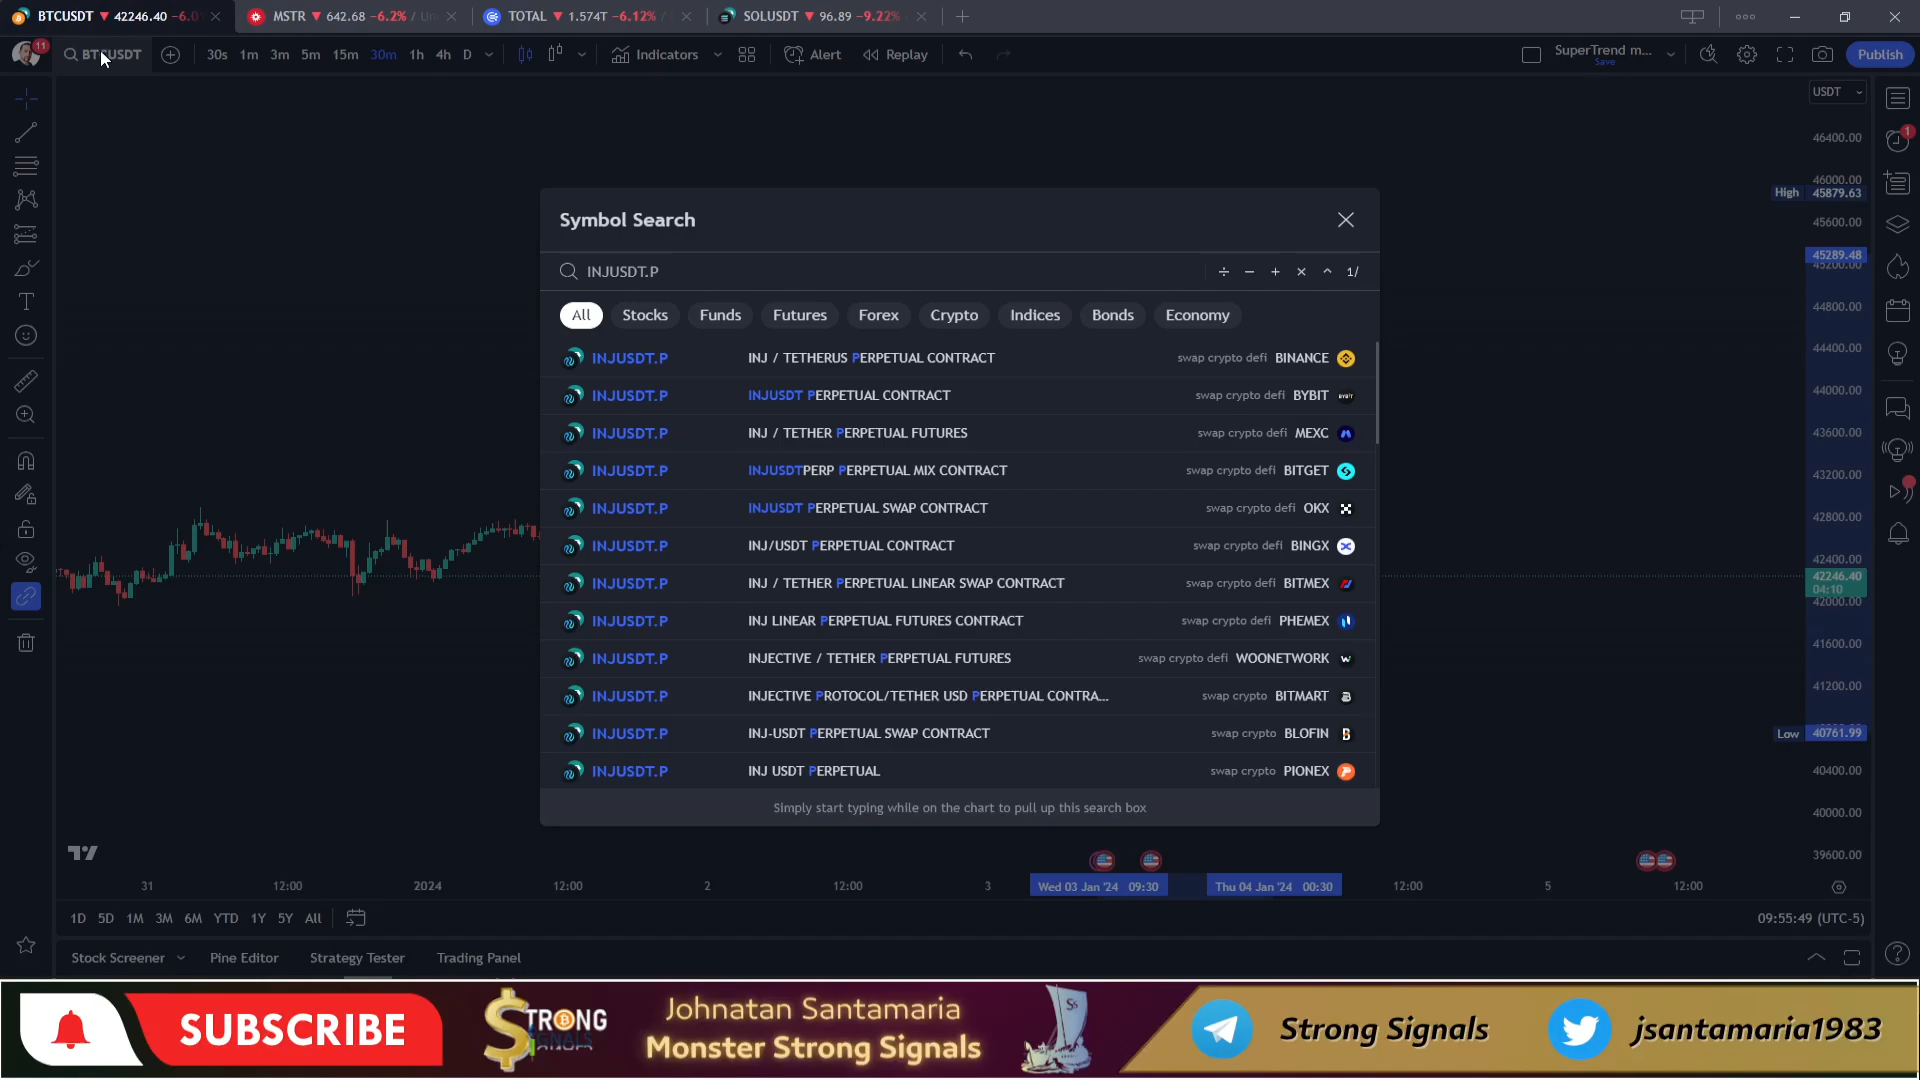 BTCUSDT ▼ 42246.40 −6.0
MSTR ▼ 642.68 −6.2% / Un
TOTAL ▼ 1.574T −6.12% /
SOLUSDT ▼ 96.89 −9.22%
11
30s 1m 3m 5m 15m 30m 1h 4h D
Indicators
Alert
Replay
SuperTrend m...
Save
Publish
USDT
46400.00
46000.00
High 45879.63
45600.00
45289.48
45200.00
44800.00
44400.00
44000.00
43600.00
43200.00
42800.00
42400.00
42246.40
04:10
42000.00
41600.00
41200.00
Low 40761.99
40400.00
40000.00
39600.00
1
Symbol Search
INJUSDT.P
÷ − + × ^ 1/
All Stocks Funds Futures Forex Crypto Indices Bonds Economy
INJUSDT.P INJ / TETHERUS PERPETUAL CONTRACT swap crypto defi BINANCE
INJUSDT.P INJUSDT PERPETUAL CONTRACT swap crypto defi BYBIT
INJUSDT.P INJ / TETHER PERPETUAL FUTURES swap crypto defi MEXC
INJUSDT.P INJUSDTPERP PERPETUAL MIX CONTRACT swap crypto defi BITGET
INJUSDT.P INJUSDT PERPETUAL SWAP CONTRACT swap crypto defi OKX
INJUSDT.P INJ/USDT PERPETUAL CONTRACT swap crypto defi BINGX
INJUSDT.P INJ / TETHER PERPETUAL LINEAR SWAP CONTRACT swap crypto defi BITMEX
INJUSDT.P INJ LINEAR PERPETUAL FUTURES CONTRACT swap crypto defi PHEMEX
INJUSDT.P INJECTIVE / TETHER PERPETUAL FUTURES swap crypto defi WOONETWORK
INJUSDT.P INJECTIVE PROTOCOL/TETHER USD PERPETUAL CONTRA... swap crypto BITMART
INJUSDT.P INJ-USDT PERPETUAL SWAP CONTRACT swap crypto BLOFIN
INJUSDT.P INJ USDT PERPETUAL swap crypto PIONEX
Simply start typing while on the chart to pull up this search box
31 12:00 2024 12:00 2 12:00 3 Wed 03 Jan '24 09:30 Thu 04 Jan '24 00:30 12:00 5 12:00
1D 5D 1M 3M 6M YTD 1Y 5Y All
09:55:49 (UTC-5)
Stock Screener Pine Editor Strategy Tester Trading Panel
SUBSCRIBE
STRONG
SIGNALS
Johnatan Santamaria
Monster Strong Signals
Strong Signals
jsantamaria1983